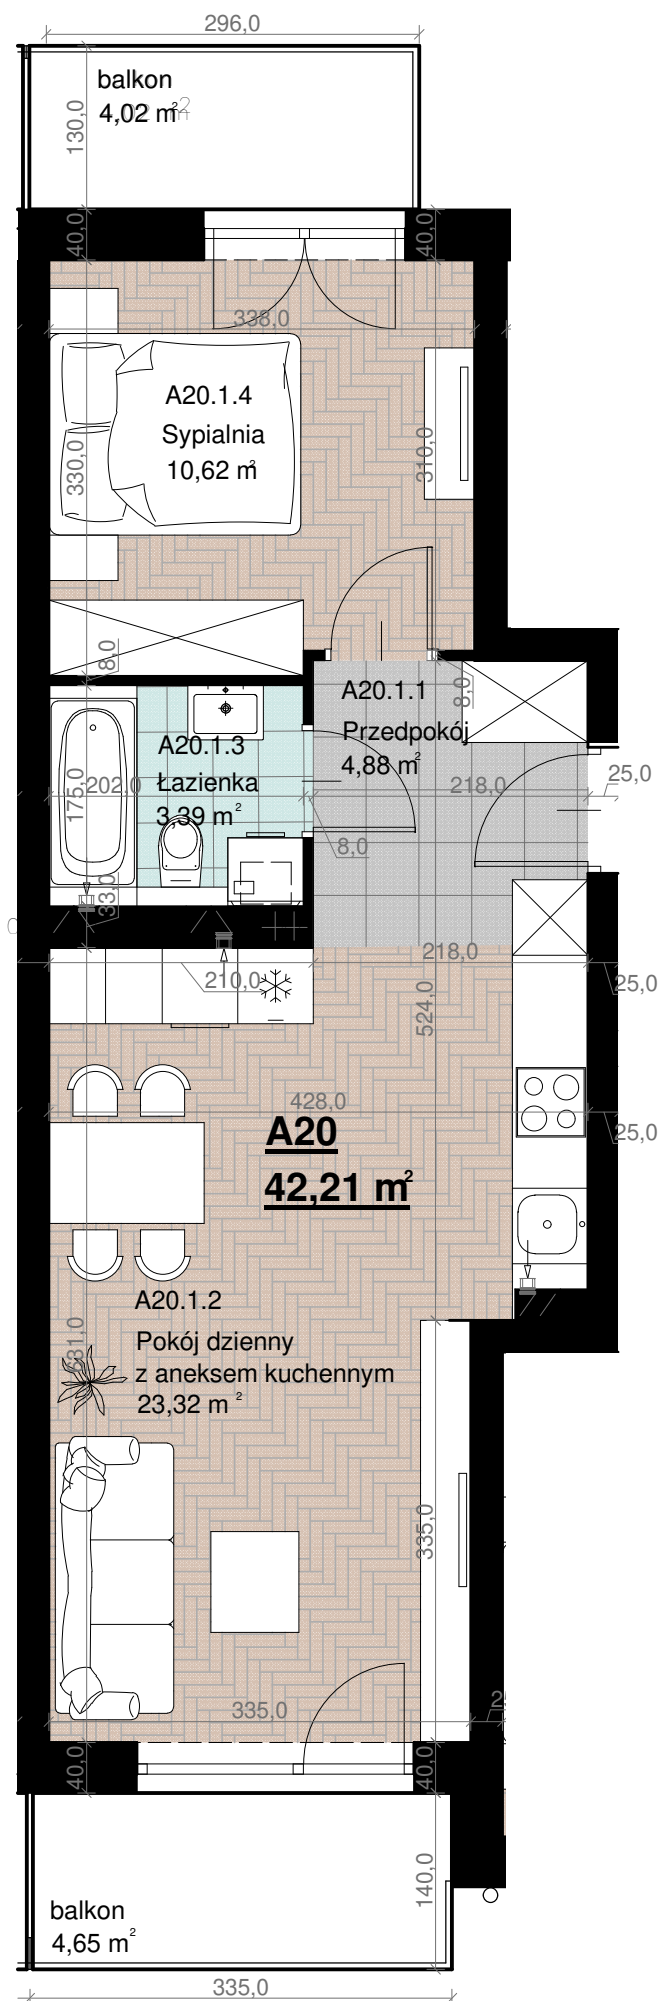 296,0
balkon
4,02 m²
130,0
40,0
40,0
338,0
A20.1.4
Sypialnia
10,62 m²
330,0
310,0
8,0
A20.1.1
8,0
Przedpokój
4,88 m²
A20.1.3
Łazienka
3,39 m²
175,0
202,0
218,0
25,0
8,0
33,0
218,0
210,0
25,0
524,0
428,0
25,0
A20
42,21 m²
A20.1.2
Pokój dzienny
z aneksem kuchennym
23,32 m²
631,0
335,0
335,0
40,0
40,0
140,0
balkon
4,65 m²
335,0